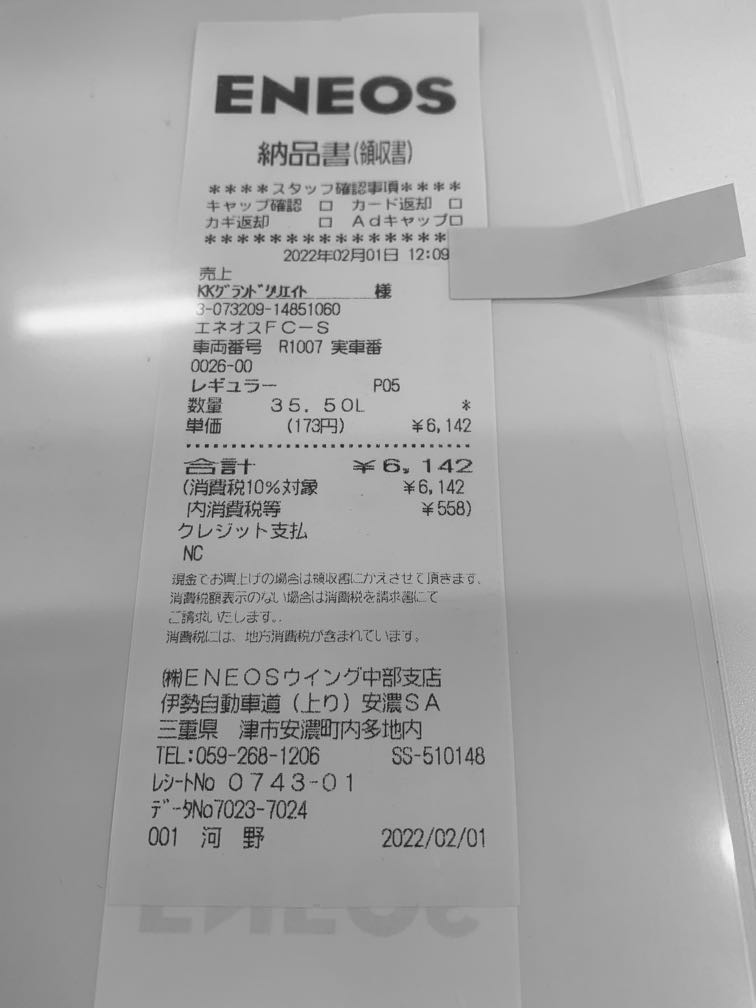 ENEOS
納品書(領収書)
****スタッフ確認事項****
キャップ確認 □ カード返却 □
カギ返却 □ Adキャップ□
***************
2022年02月01日 12:09
売上
KKグランドクリエイト 様
3-073209-14851060
エネオスFC-S
車両番号 R1007 実車番
0026-00
レギュラー P05
数量 35.50L *
単価 (173円) ¥6,142
合計 ¥6,142
(消費税10%対象 ¥6,142
内消費税等 ¥558)
クレジット支払
NC
現金でお買上げの場合は領収書にかえさせて頂きます。
消費税額表示のない場合は消費税を請求書にて
ご請求いたします。.
消費税には、地方消費税が含まれています。
㈱ENEOSウイング中部支店
伊勢自動車道(上り)安濃SA
三重県 津市安濃町内多地内
TEL:059-268-1206 SS-510148
レシートNo 0743-01
データNo7023-7024
001 河野 2022/02/01
ENEOS